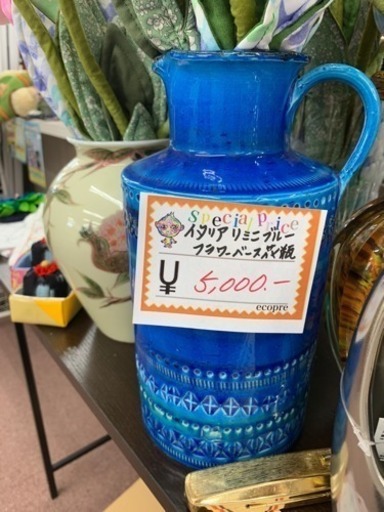 Special Price
イタリアリミニブルー
フラワーベース花瓶
¥ 5,000.-
ecopre